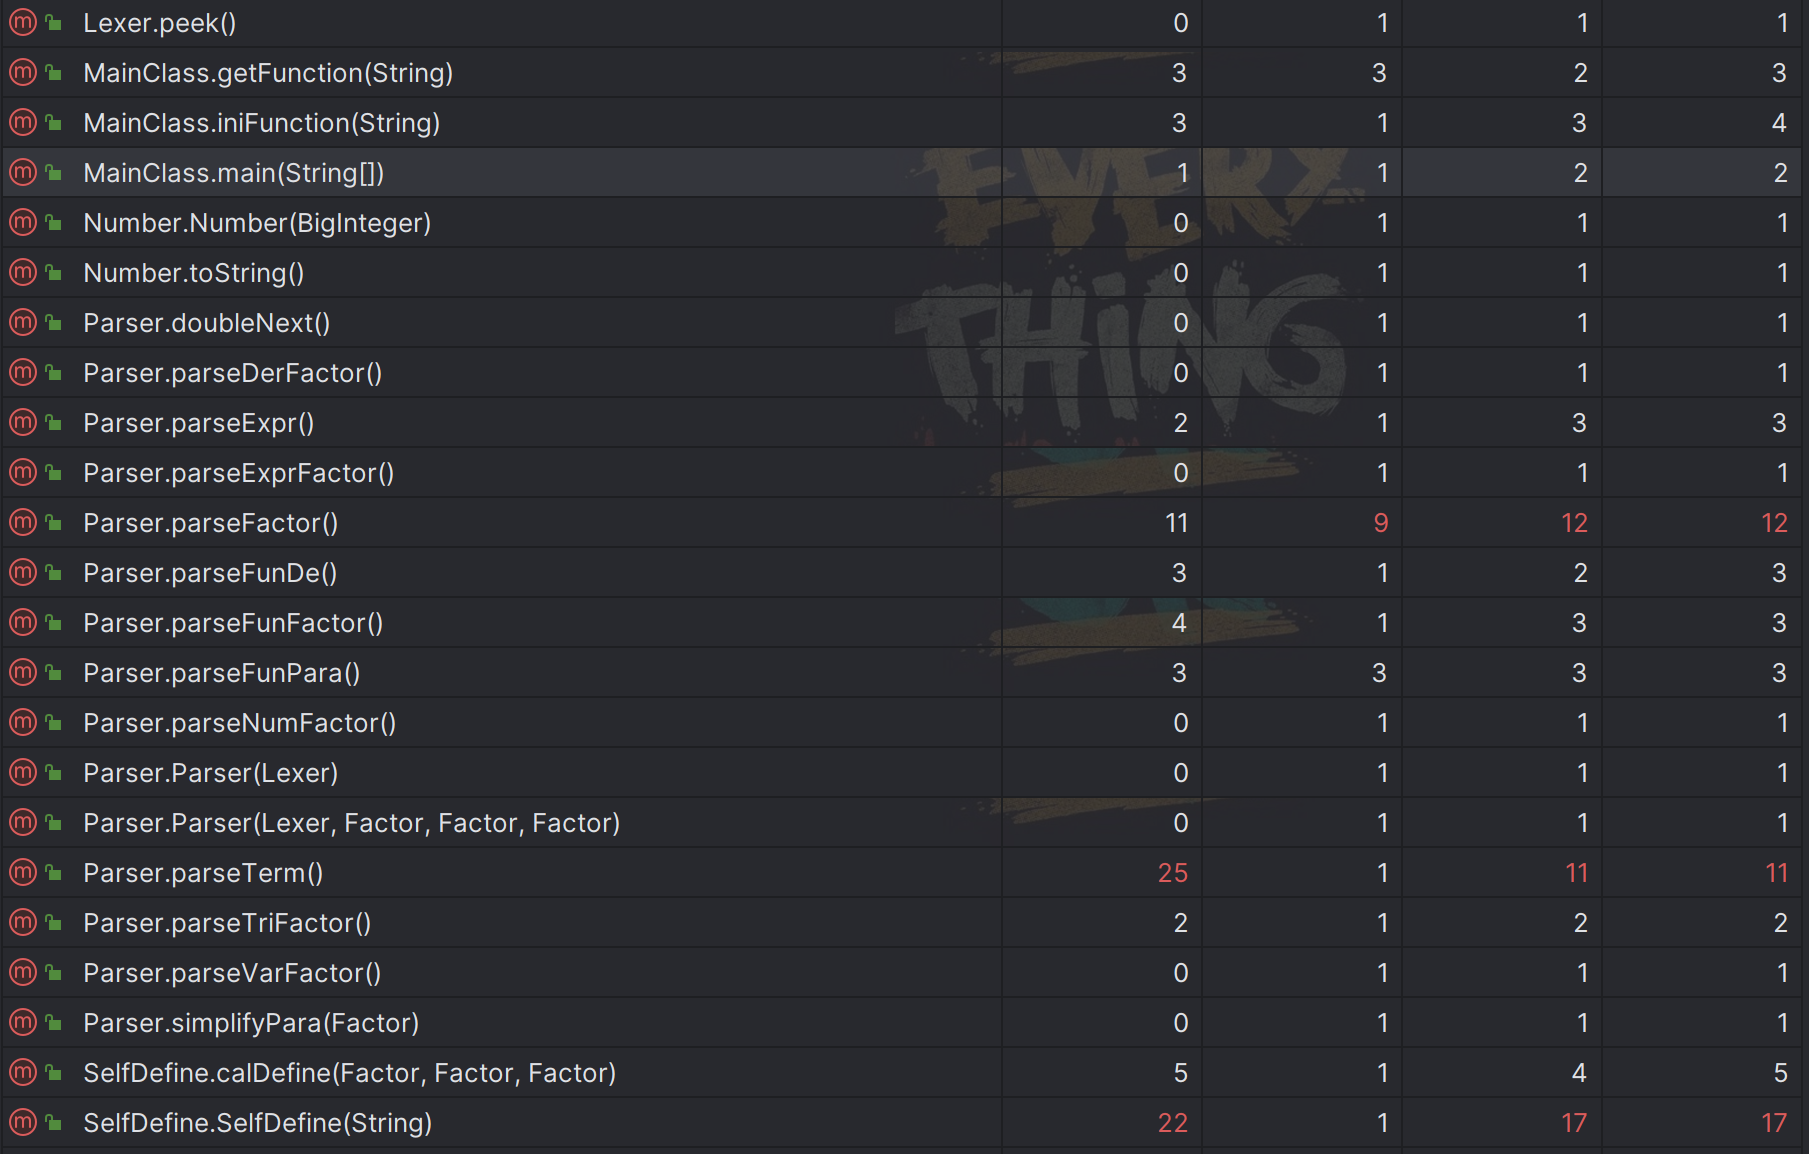 Lexer.peek() 0 1 1 1
MainClass.getFunction(String) 3 3 2 3
MainClass.iniFunction(String) 3 1 3 4
MainClass.main(String[]) 1 1 2 2
Number.Number(BigInteger) 0 1 1 1
Number.toString() 0 1 1 1
Parser.doubleNext() 0 1 1 1
Parser.parseDerFactor() 0 1 1 1
Parser.parseExpr() 2 1 3 3
Parser.parseExprFactor() 0 1 1 1
Parser.parseFactor() 11 9 12 12
Parser.parseFunDe() 3 1 2 3
Parser.parseFunFactor() 4 1 3 3
Parser.parseFunPara() 3 3 3 3
Parser.parseNumFactor() 0 1 1 1
Parser.Parser(Lexer) 0 1 1 1
Parser.Parser(Lexer, Factor, Factor, Factor) 0 1 1 1
Parser.parseTerm() 25 1 11 11
Parser.parseTriFactor() 2 1 2 2
Parser.parseVarFactor() 0 1 1 1
Parser.simplifyPara(Factor) 0 1 1 1
SelfDefine.calDefine(Factor, Factor, Factor) 5 1 4 5
SelfDefine.SelfDefine(String) 22 1 17 17
EVERY
THING